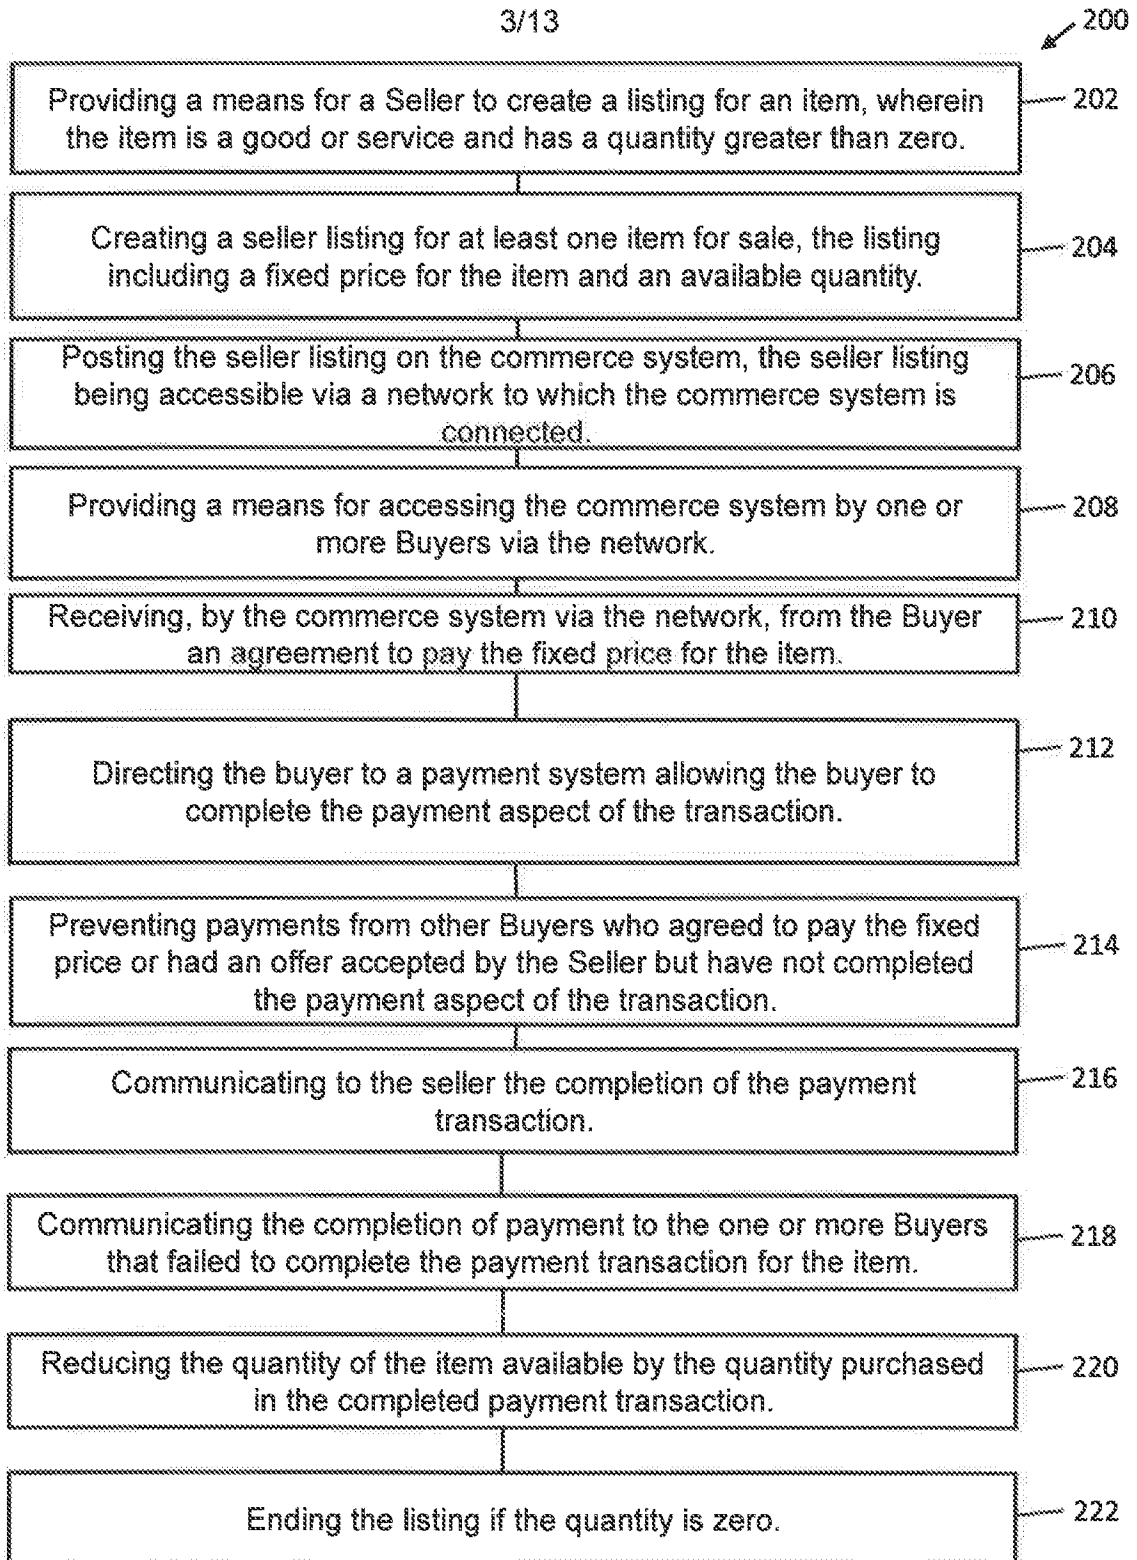 3/13
200
Providing a means for a Seller to create a listing for an item, wherein
the item is a good or service and has a quantity greater than zero.
202
Creating a seller listing for at least one item for sale, the listing
including a fixed price for the item and an available quantity.
204
Posting the seller listing on the commerce system, the seller listing
being accessible via a network to which the commerce system is
connected.
206
Providing a means for accessing the commerce system by one or
more Buyers via the network.
208
Receiving, by the commerce system via the network, from the Buyer
an agreement to pay the fixed price for the item.
210
Directing the buyer to a payment system allowing the buyer to
complete the payment aspect of the transaction.
212
Preventing payments from other Buyers who agreed to pay the fixed
price or had an offer accepted by the Seller but have not completed
the payment aspect of the transaction.
214
Communicating to the seller the completion of the payment
transaction.
216
Communicating the completion of payment to the one or more Buyers
that failed to complete the payment transaction for the item.
218
Reducing the quantity of the item available by the quantity purchased
in the completed payment transaction.
220
Ending the listing if the quantity is zero.
222